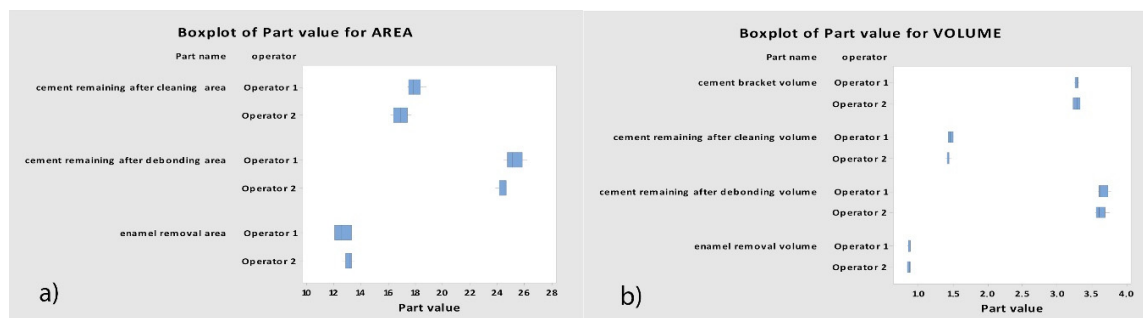 Boxplot of Part value for AREA
Part name operator
cement remaining after cleaning area Operator 1
Operator 2
cement remaining after debonding area Operator 1
Operator 2
enamel removal area Operator 1
Operator 2
10 12 14 16 18 20 22 24 26 28
Part value
a)
Boxplot of Part value for VOLUME
Part name operator
cement bracket volume Operator 1
Operator 2
cement remaining after cleaning volume Operator 1
Operator 2
cement remaining after debonding volume Operator 1
Operator 2
enamel removal volume Operator 1
Operator 2
1.0 1.5 2.0 2.5 3.0 3.5 4.0
Part value
b)